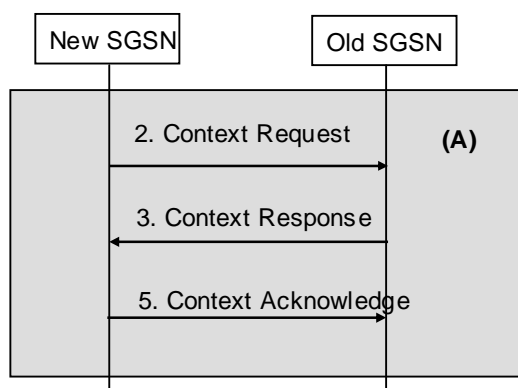 New SGSN
Old SGSN
2. Context Request
(A)
3. Context Response
5. Context Acknowledge